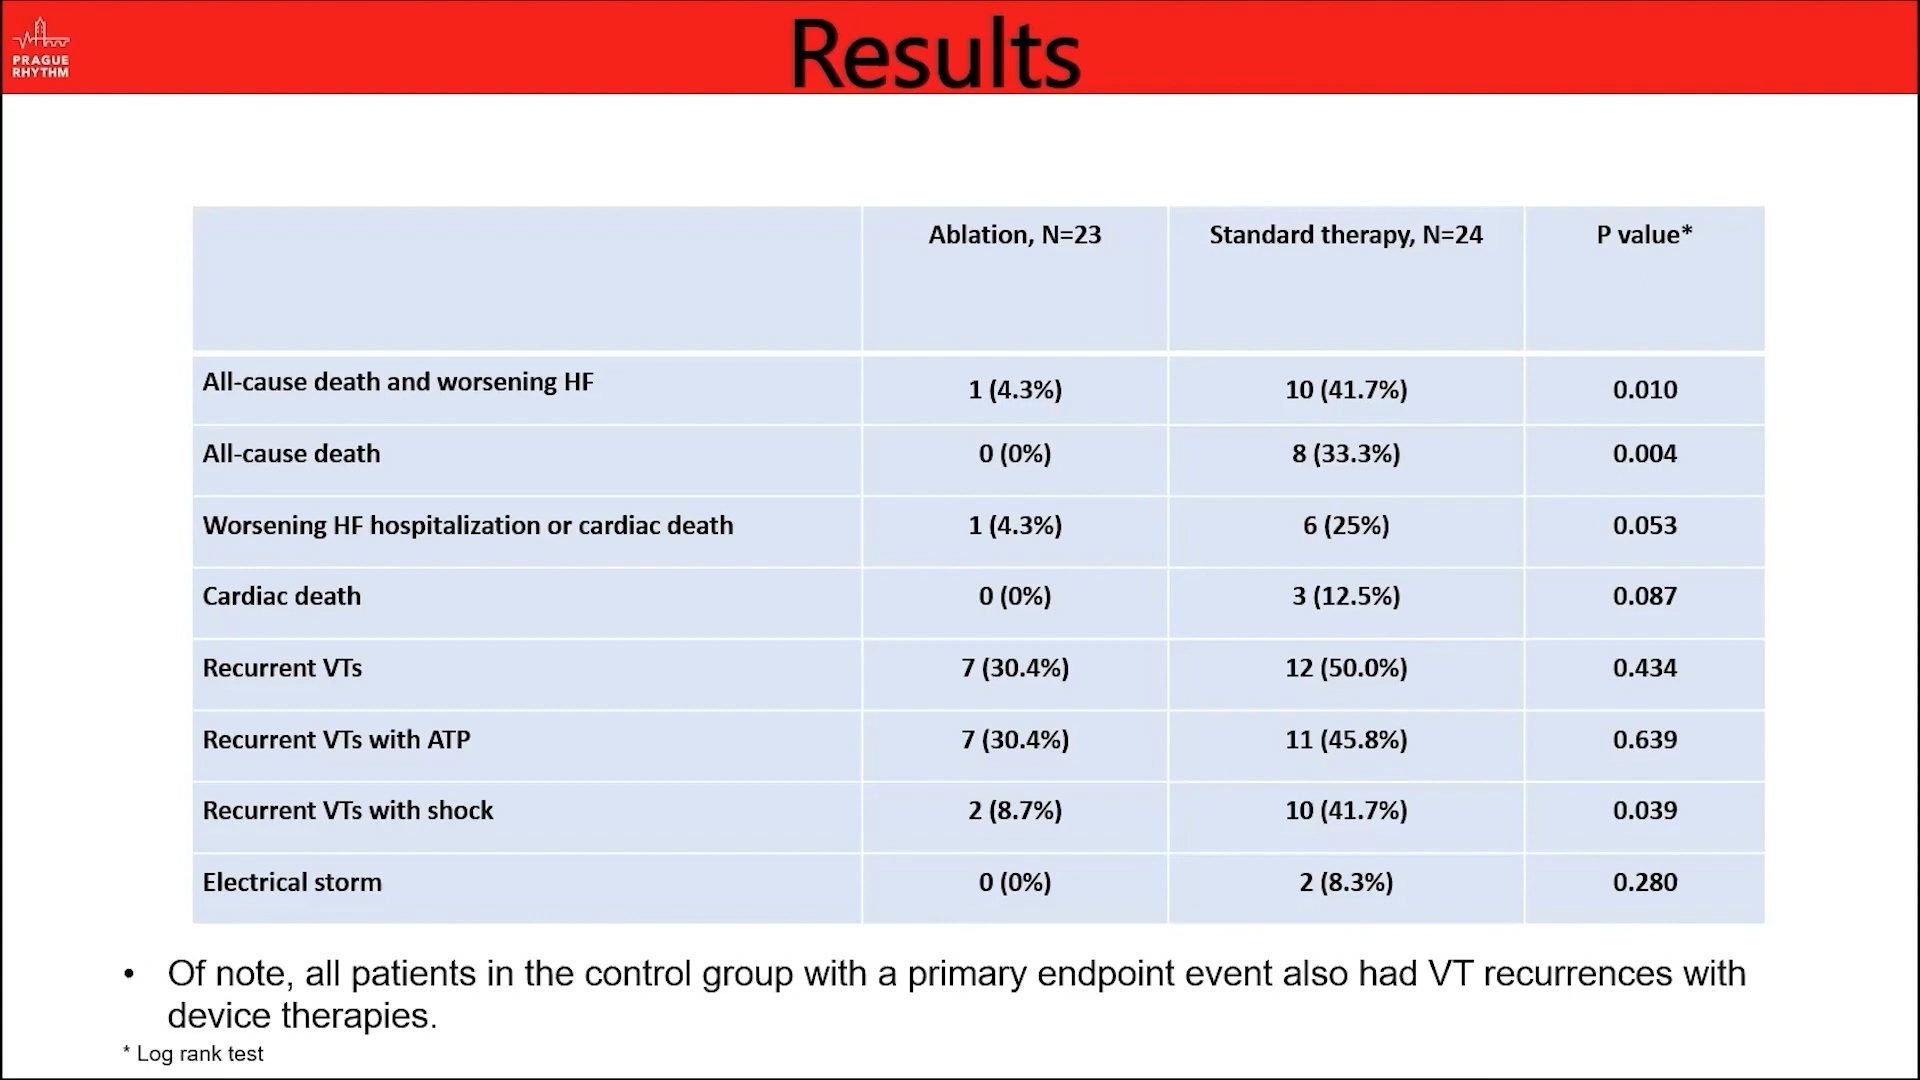 PRAGUE
RHYTHM
Results
Ablation, N=23 Standard therapy, N=24 P value*
All-cause death and worsening HF 1 (4.3%) 10 (41.7%) 0.010
All-cause death 0 (0%) 8 (33.3%) 0.004
Worsening HF hospitalization or cardiac death 1 (4.3%) 6 (25%) 0.053
Cardiac death 0 (0%) 3 (12.5%) 0.087
Recurrent VTs 7 (30.4%) 12 (50.0%) 0.434
Recurrent VTs with ATP 7 (30.4%) 11 (45.8%) 0.639
Recurrent VTs with shock 2 (8.7%) 10 (41.7%) 0.039
Electrical storm 0 (0%) 2 (8.3%) 0.280
• Of note, all patients in the control group with a primary endpoint event also had VT recurrences with
device therapies.
* Log rank test